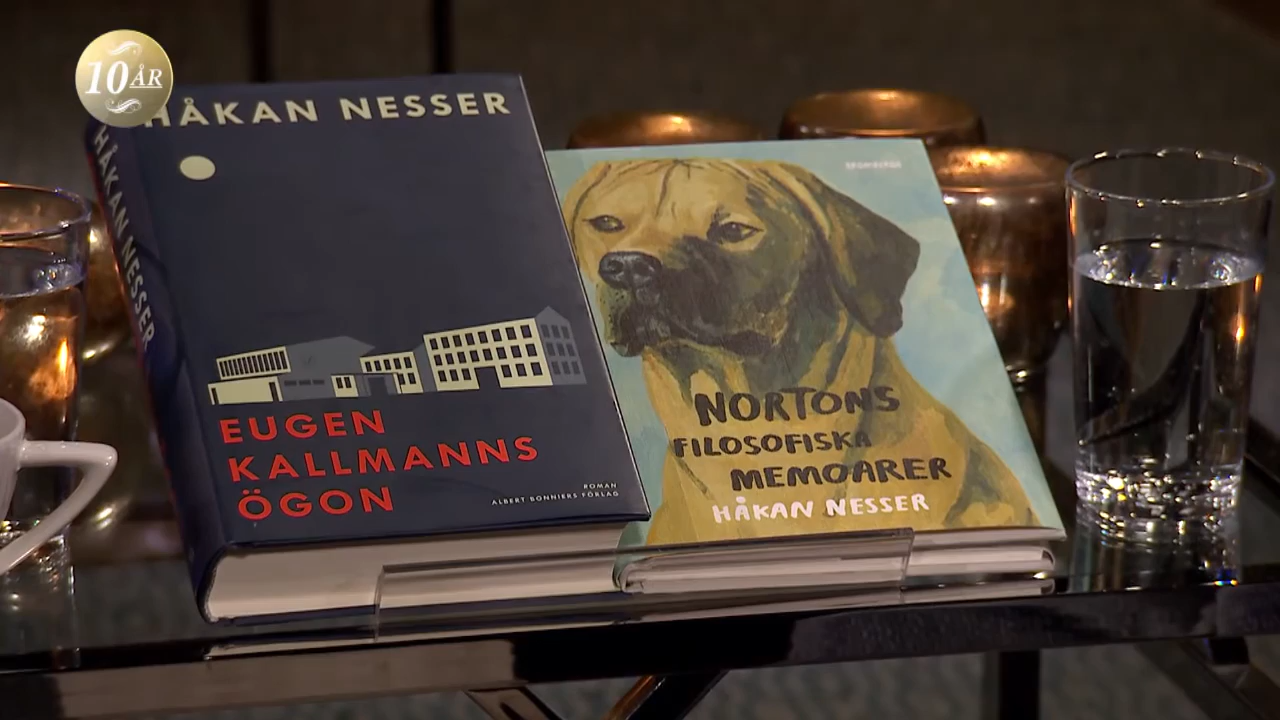 10 ÅR
HÅKAN NESSER
HÅKAN NESSER
EUGEN
KALLMANNS
ÖGON
ROMAN
ALBERT BONNIERS FÖRLAG
NORTONS
FILOSOFISKA
MEMOARER
HÅKAN NESSER